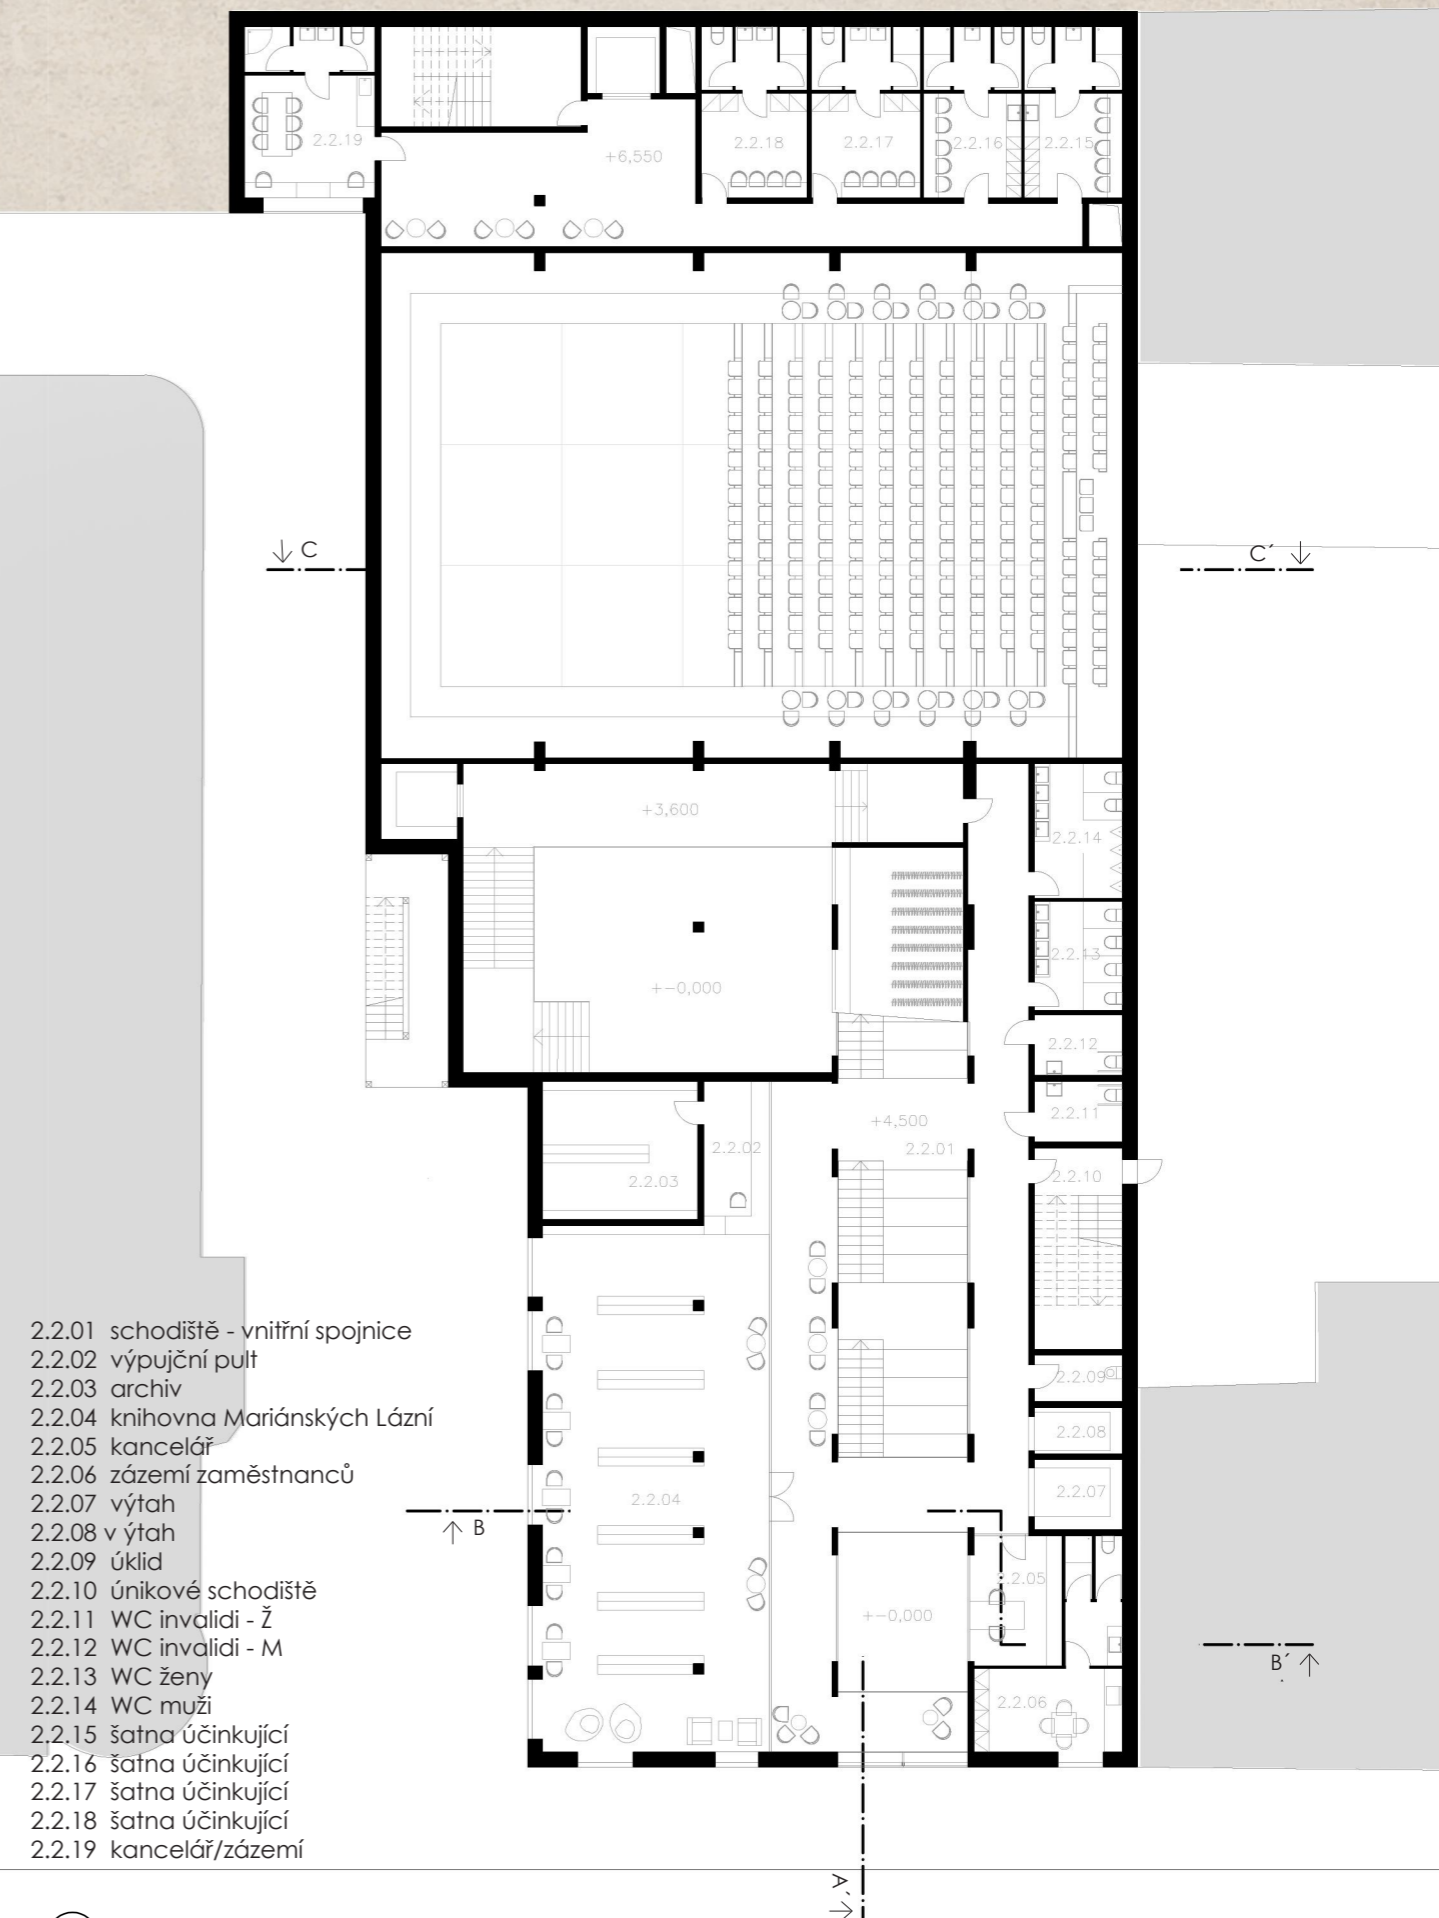 2.2.19
+6,550
2.2.18
2.2.17
2.2.16
2.2.15
C
C´
+3,600
2.2.14
2.2.13
+-0,000
2.2.12
2.2.11
+4,500
2.2.01
2.2.02
2.2.03
2.2.10
2.2.09
2.2.08
2.2.07
2.2.04
B
2.2.05
+-0,000
B´
2.2.06
2.2.01 schodiště - vnitřní spojnice
2.2.02 výpujční pult
2.2.03 archiv
2.2.04 knihovna Mariánských Lázní
2.2.05 kancelář
2.2.06 zázemí zaměstnanců
2.2.07 výtah
2.2.08 v ýtah
2.2.09 úklid
2.2.10 únikové schodiště
2.2.11 WC invalidi - Ž
2.2.12 WC invalidi - M
2.2.13 WC ženy
2.2.14 WC muži
2.2.15 šatna účinkující
2.2.16 šatna účinkující
2.2.17 šatna účinkující
2.2.18 šatna účinkující
2.2.19 kancelář/zázemí
A´